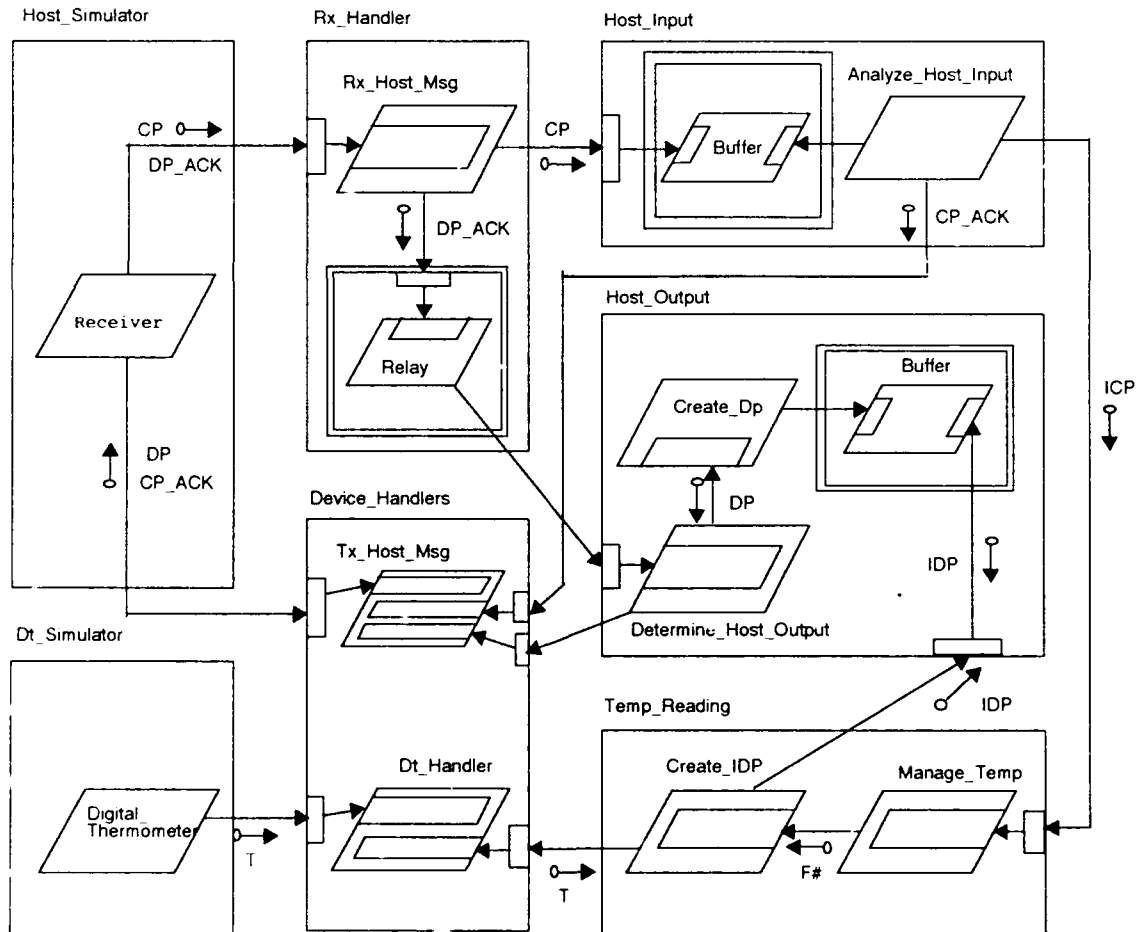 Host_Simulator
Rx_Handler
Host_Input
Rx_Host_Msg
Analyze_Host_Input
CP
DP_ACK
CP
Buffer
DP_ACK
CP_ACK
Receiver
Relay
Host_Output
Buffer
Create_Dp
ICP
DP
CP_ACK
DP
IDP
Device_Handlers
Tx_Host_Msg
Determine_Host_Output
Dt_Simulator
IDP
Temp_Reading
Dt_Handler
Create_IDP
Manage_Temp
Digital_
Thermometer
T
T
F#